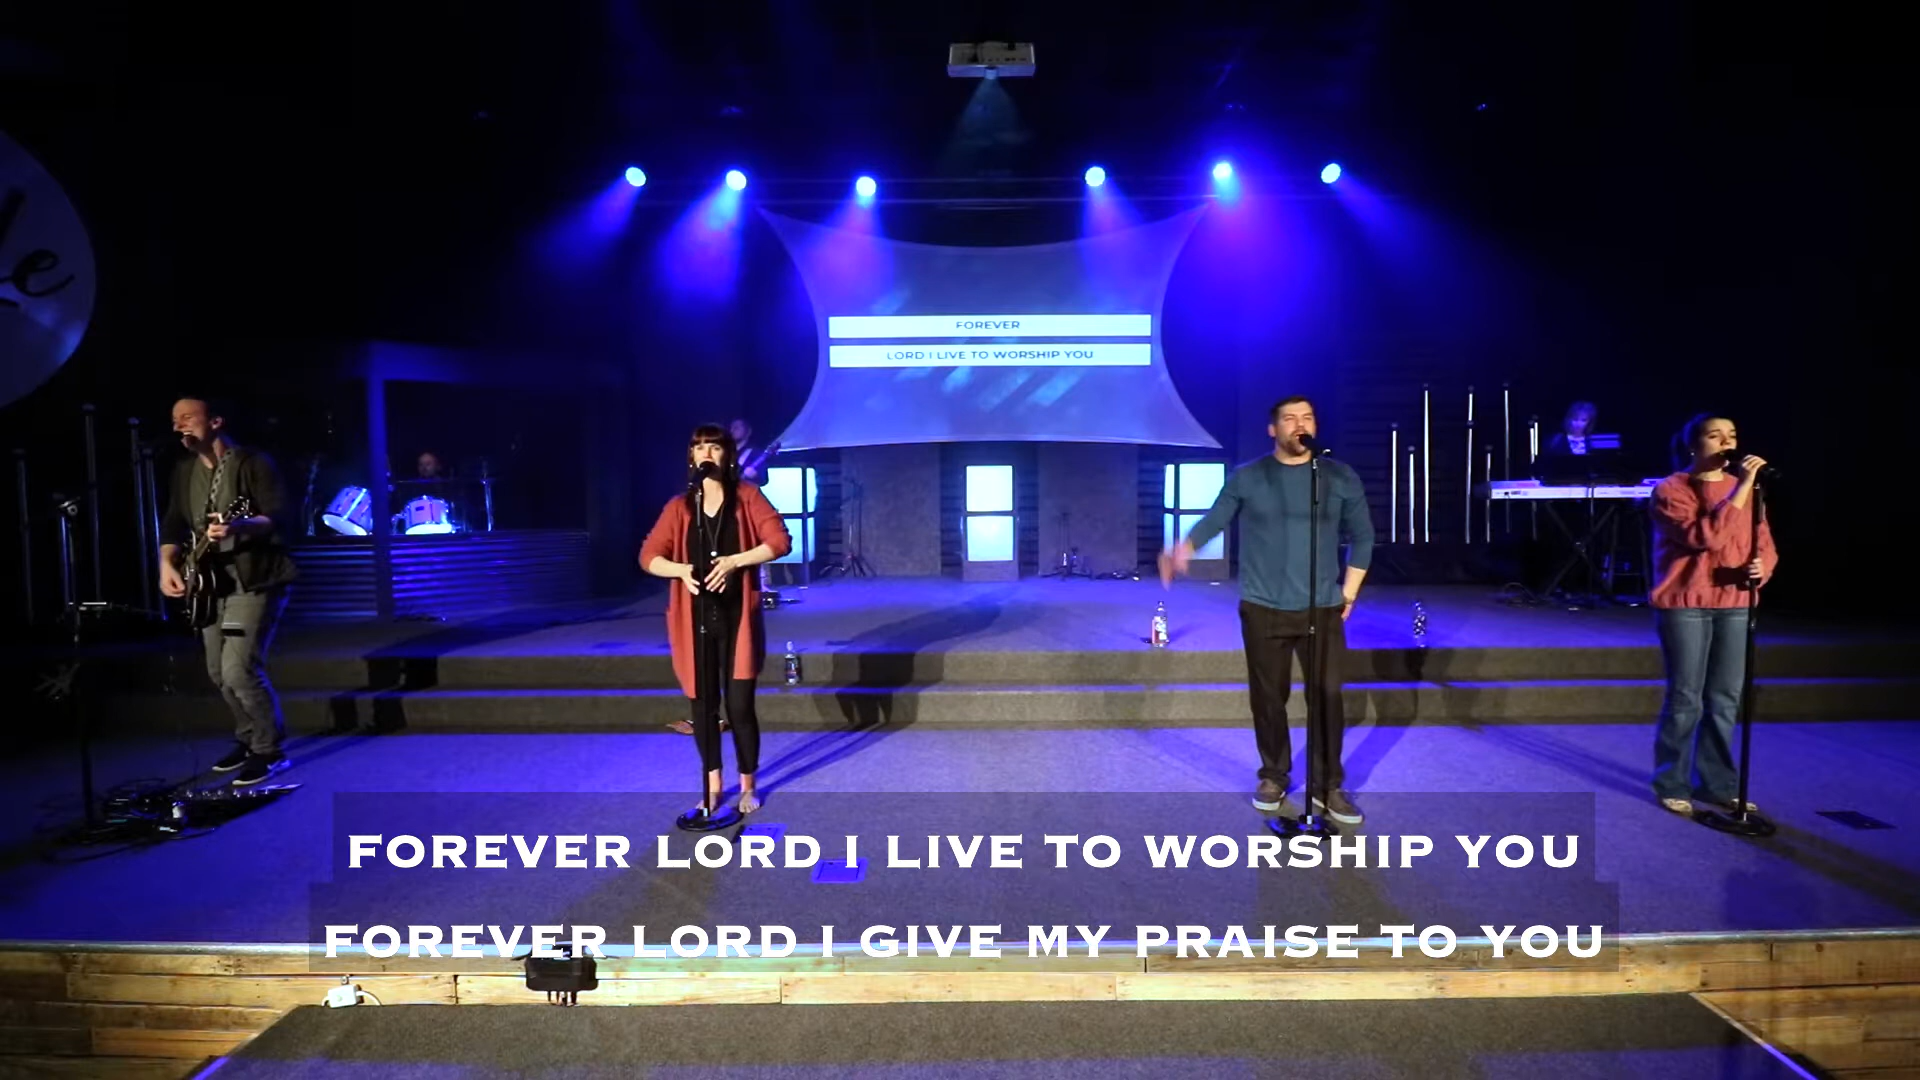 le
FOREVER
LORD I LIVE TO WORSHIP YOU
FOREVER LORD I LIVE TO WORSHIP YOU
FOREVER LORD I GIVE MY PRAISE TO YOU